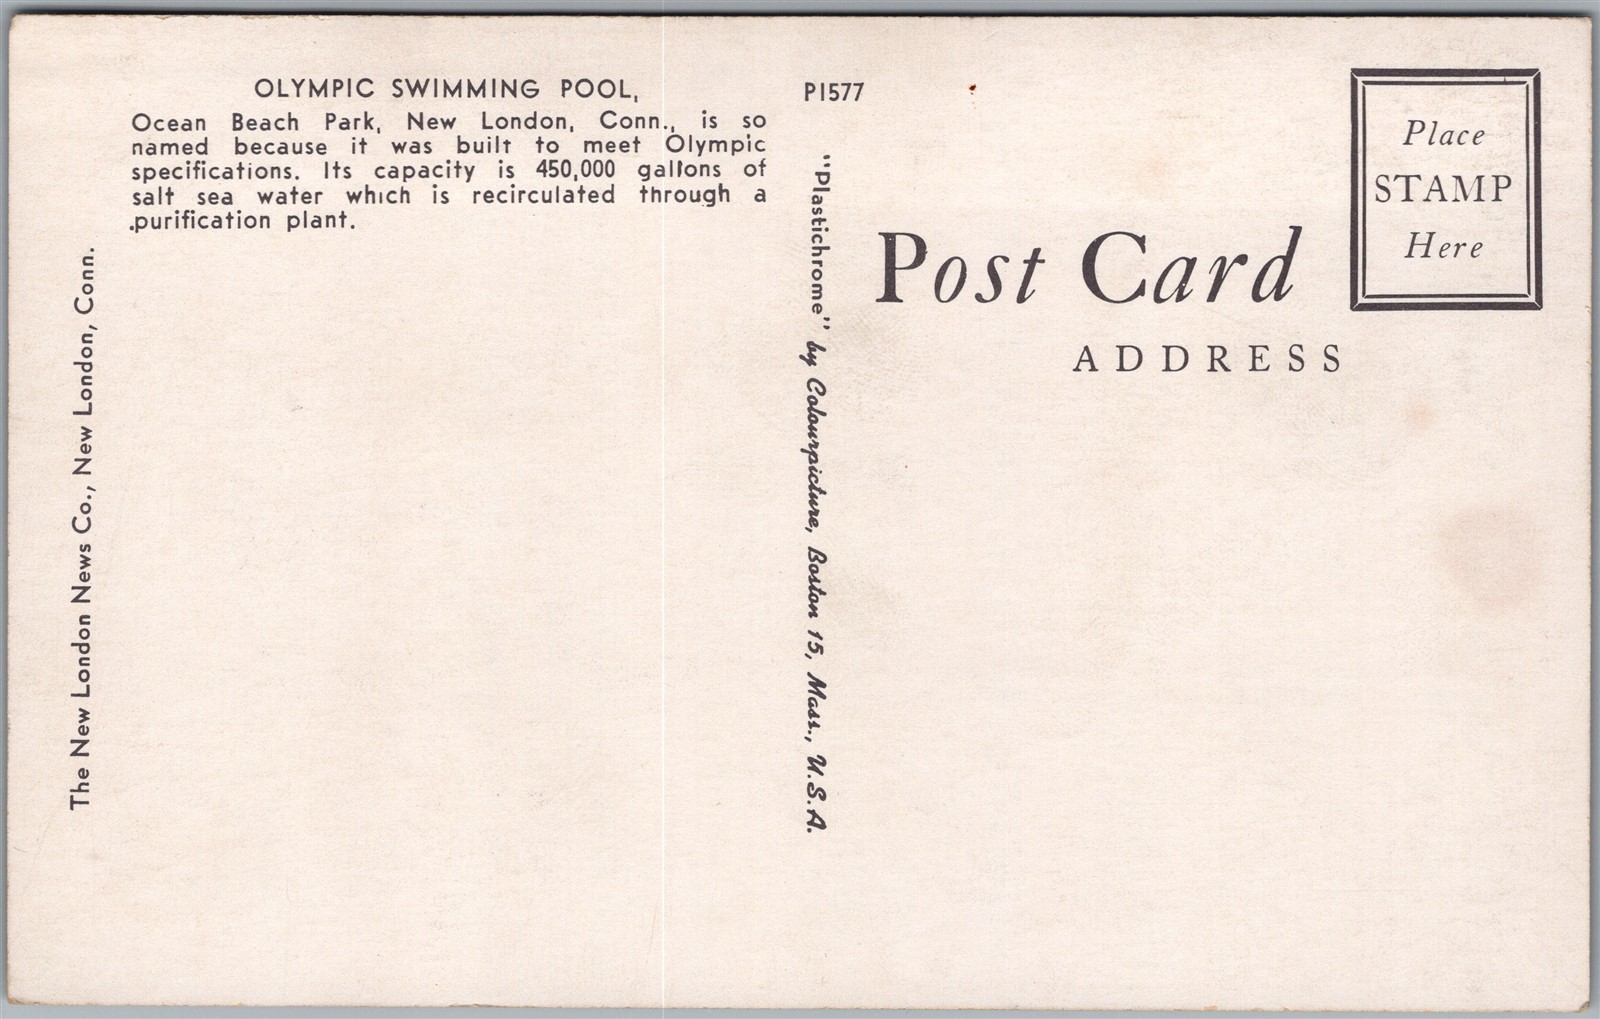 OLYMPIC SWIMMING POOL,
Ocean Beach Park, New London, Conn., is so
named because it was built to meet Olympic
specifications. Its capacity is 450,000 gallons of
salt sea water which is recirculated through a
purification plant.
The New London News Co., New London, Conn.
P1577
"Plastichrome" by Colourpicture, Boston 15, Mass., U.S.A.
Post Card
ADDRESS
Place
STAMP
Here